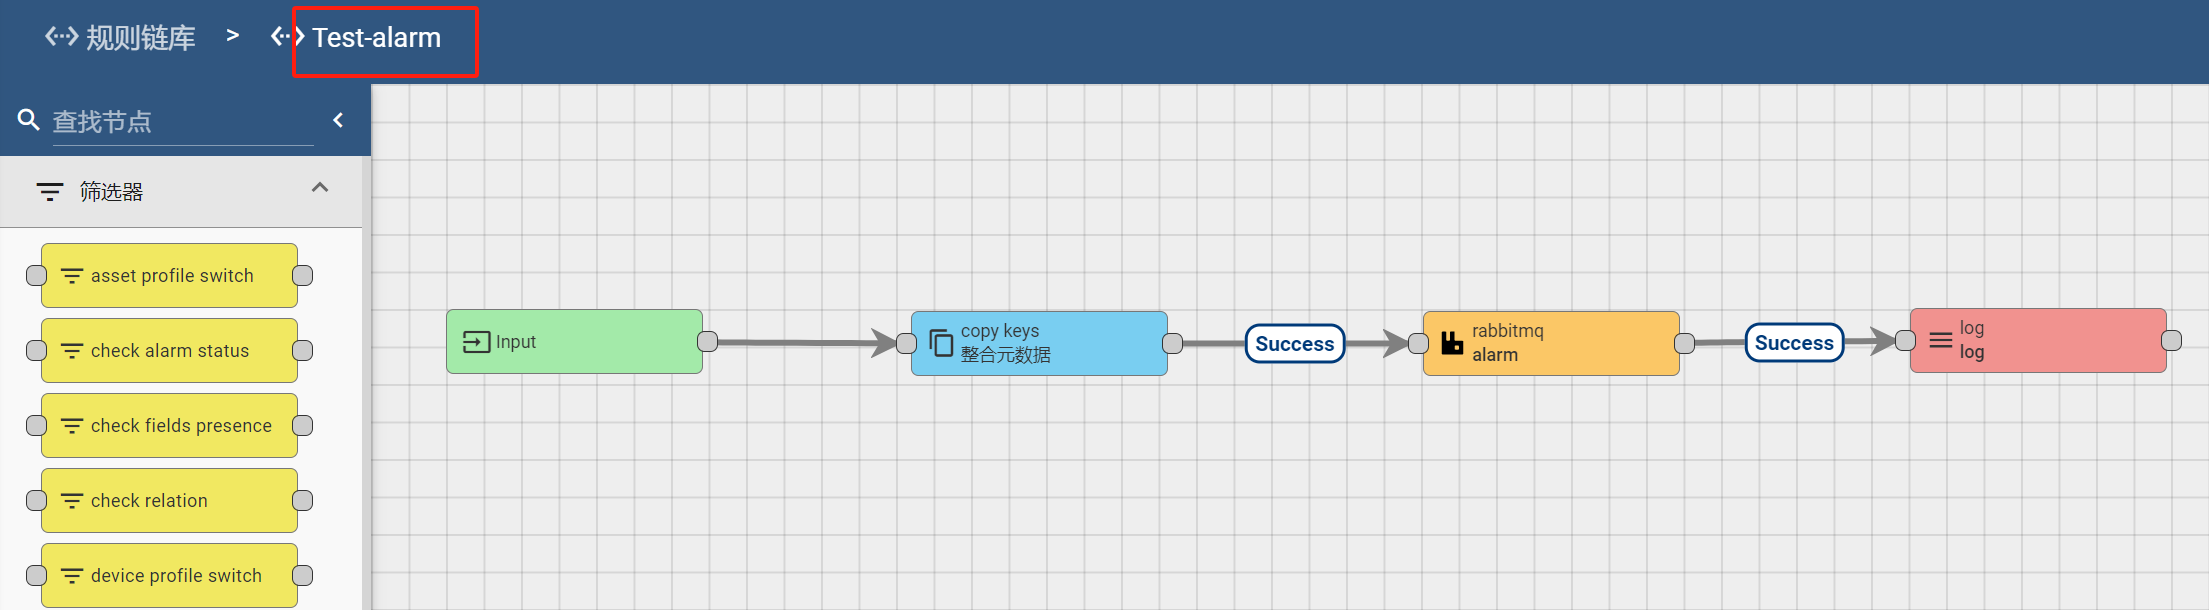 规则链库 > Test-alarm
查找节点
筛选器
asset profile switch
check alarm status
check fields presence
check relation
device profile switch
Input
copy keys
整合元数据
Success
rabbitmq
alarm
Success
log
log